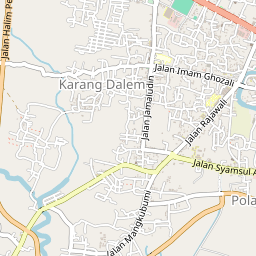 Jalan Halim Pe
Jalan Imam Ghozali
Karang Dalem
Jalan Jamaludin
Jalan Rajawali
Jalan Syamsul A
Pola
Jalan Mangkubumi